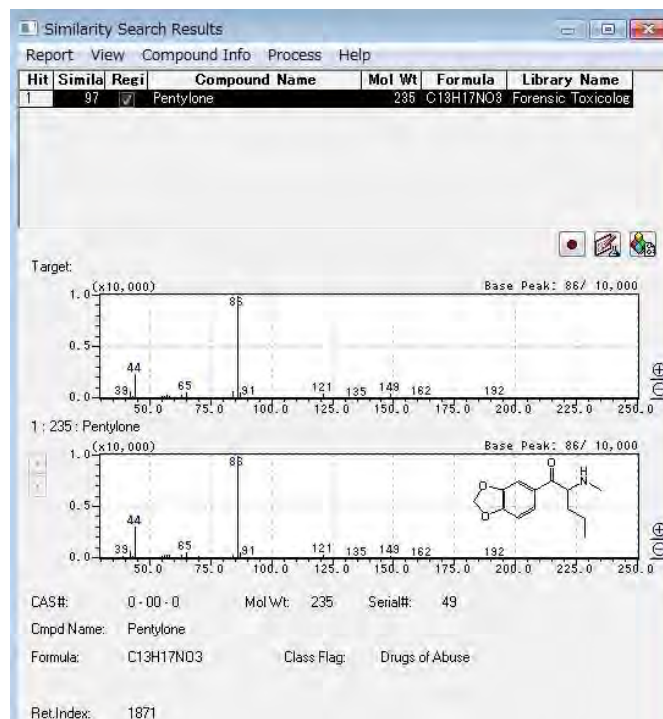 Similarity Search Results
Report View Compound Info Process Help
Hit Simila Regi Compound Name Mol Wt Formula Library Name
1 97 Pentylone 235 C13H17NO3 Forensic Toxicolog
Target:
(x10,000) Base Peak: 86/ 10,000
1.0
86
0.5
44
39 65 91 121 135 149 162 192
0.0
50.0 75.0 100.0 125.0 150.0 175.0 200.0 225.0 250.0
1 : 235 : Pentylone
(x10,000) Base Peak: 86/ 10,000
1.0
86
O H
N
0.5
O
O
44
39 65 91 121 135 149 162 192
0.0
50.0 75.0 100.0 125.0 150.0 175.0 200.0 225.0 250.0
CAS#: 0 - 00 - 0 Mol Wt: 235 Serial#: 49
Cmpd Name: Pentylone
Formula: C13H17NO3 Class Flag: Drugs of Abuse
Ret.Index: 1871